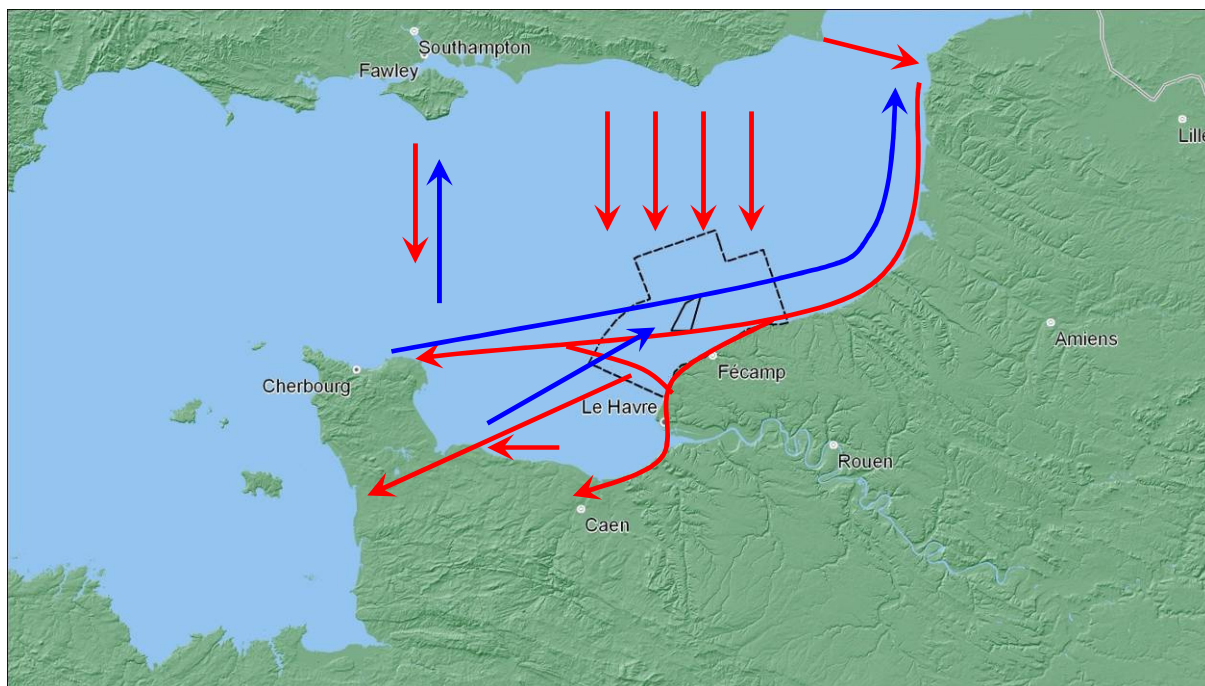 Southampton
Fawley
Lille
Amiens
Cherbourg
Fécamp
Le Havre
Rouen
Caen